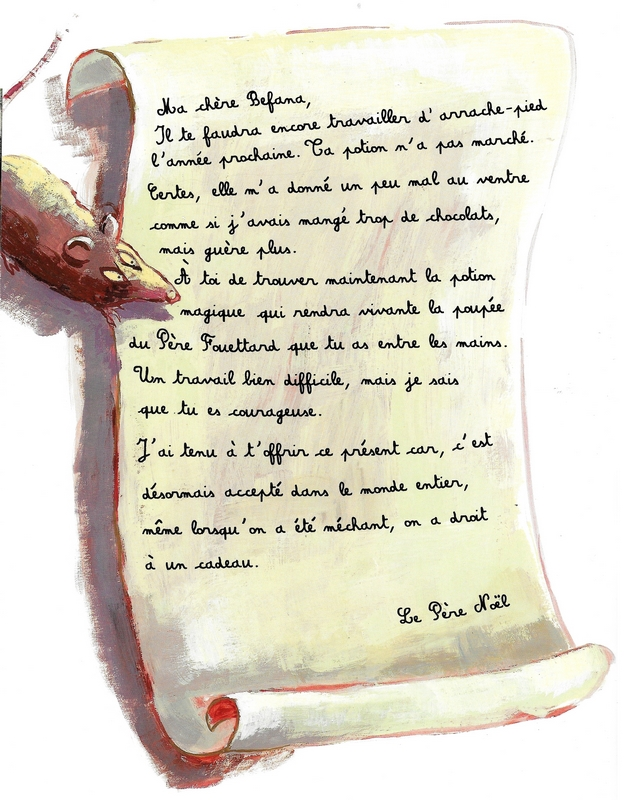 Ma chère Befana,
Il te faudra encore travailler d'arrache-pied
l'année prochaine. Ta potion n'a pas marché.
Certes, elle m'a donné un peu mal au ventre
comme si j'avais mangé trop de chocolats,
mais guère plus.
À toi de trouver maintenant la potion
magique qui rendra vivante la poupée
du Père Fouettard que tu as entre les mains.
Un travail bien difficile, mais je sais
que tu es courageuse.
J'ai tenu à t'offrir ce présent car, c'est
désormais accepté dans le monde entier,
même lorsqu'on a été méchant, on a droit
à un cadeau.
Le Père Noël